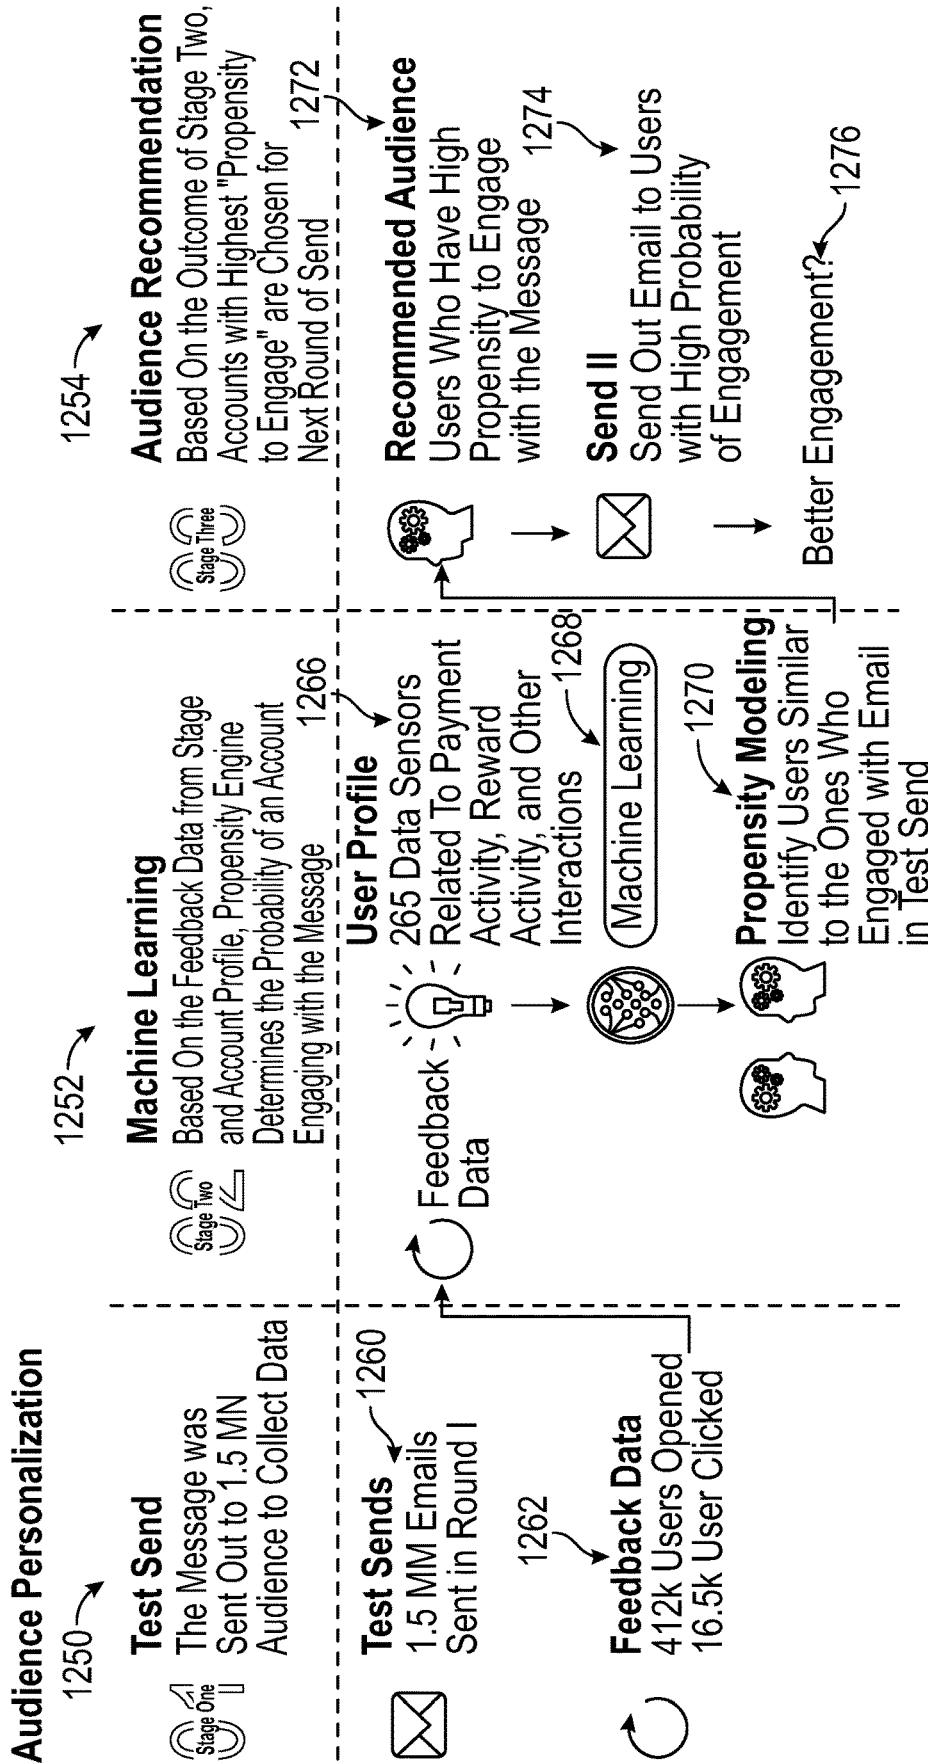 Audience Personalization
1250
01
Stage One
Test Send
The Message was
Sent Out to 1.5 MN
Audience to Collect Data
Test Sends
1260
1.5 MM Emails
Sent in Round I
1262
Feedback Data
412k Users Opened
16.5k User Clicked
1252
02
Stage Two
Machine Learning
Based On the Feedback Data from Stage
and Account Profile, Propensity Engine
Determines the Probability of an Account
Engaging with the Message
1266
Feedback
Data
User Profile
265 Data Sensors
Related To Payment
Activity, Reward
Activity, and Other
Interactions
1268
Machine Learning
1270
Propensity Modeling
Identify Users Similar
to the Ones Who
Engaged with Email
in Test Send
1254
03
Stage Three
Audience Recommendation
Based On the Outcome of Stage Two,
Accounts with Highest "Propensity
to Engage" are Chosen for
Next Round of Send
1272
Recommended Audience
Users Who Have High
Propensity to Engage
with the Message
1274
Send II
Send Out Email to Users
with High Probability
of Engagement
Better Engagement?
1276